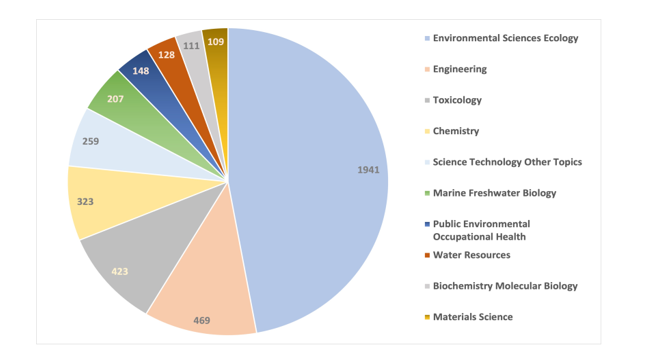 109
111
128
148
207
259
323
423
469
1941
Environmental Sciences Ecology
Engineering
Toxicology
Chemistry
Science Technology Other Topics
Marine Freshwater Biology
Public Environmental
Occupational Health
Water Resources
Biochemistry Molecular Biology
Materials Science